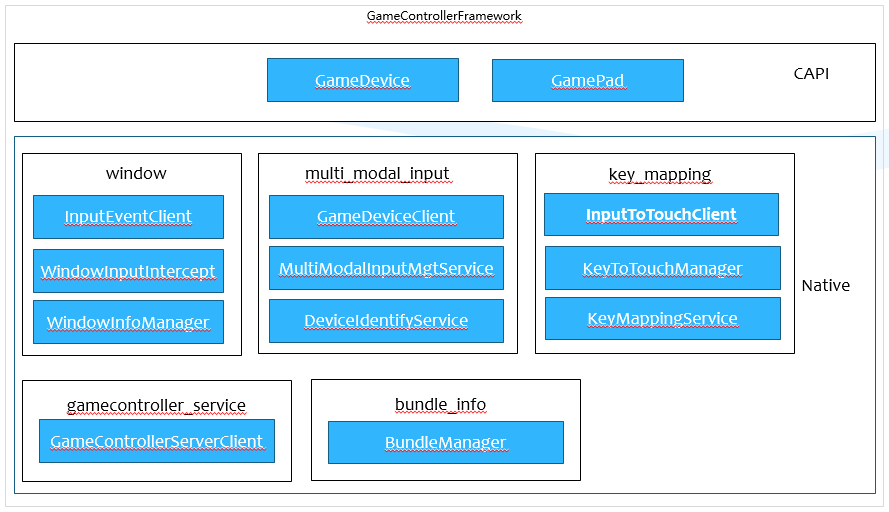 GameControllerFramework
GameDevice
GamePad
CAPI
window
InputEventClient
WindowInputIntercept
WindowInfoManager
multi_modal_input
GameDeviceClient
MultiModalInputMgtService
DeviceIdentifyService
key_mapping
InputToTouchClient
KeyToTouchManager
KeyMappingService
Native
gamecontroller_service
GameControllerServerClient
bundle_info
BundleManager